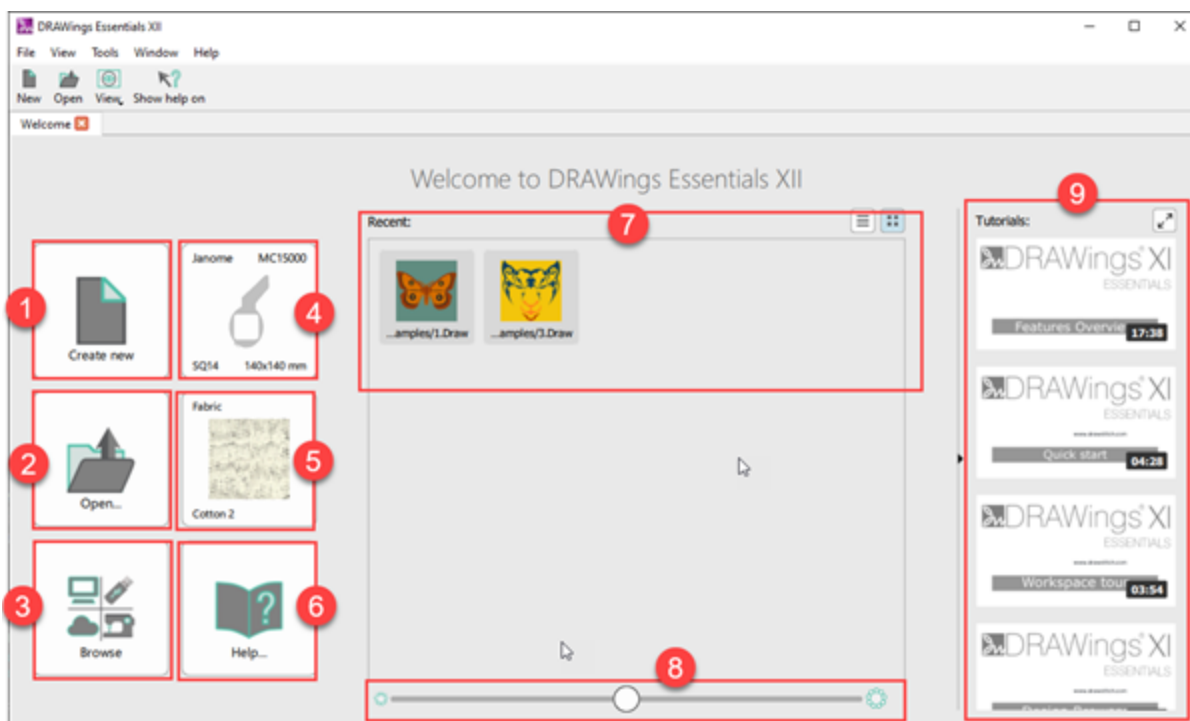 DRAWings Essentials XII
File View Tools Window Help
New Open View Show help on
Welcome
Welcome to DRAWings Essentials XII
1
Create new
2
Open...
3
Browse
4
Janome MC15000
SQ14 140x140 mm
5
Fabric
Cotton 2
6
Help...
7
Recent:
...amples/1.Draw
...amples/3.Draw
8
9
Tutorials:
DRAWings® XI
ESSENTIALS
Features Overvie
17:38
DRAWings® XI
ESSENTIALS
www.drawstitch.com
Quick start
04:28
DRAWings® XI
ESSENTIALS
www.drawstitch.com
Workspace tour
03:54
DRAWings® XI
ESSENTIALS
www.drawstitch.com